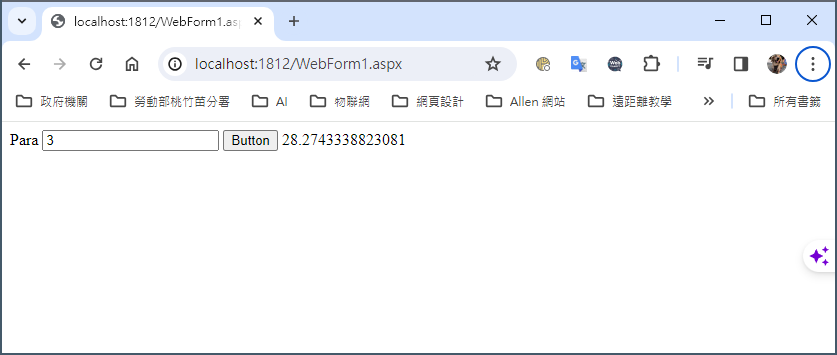 localhost:1812/WebForm1.asp
localhost:1812/WebForm1.aspx
政府機關 勞動部桃竹苗分署 AI 物聯網 網頁設計 Allen 網站 遠距離教學 所有書籤
Para 3 Button 28.2743338823081